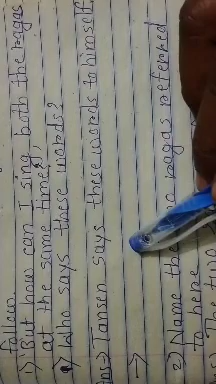 follow.
1) "But how can I sing both the ragas
at the same time?",
a) Who says these words?
Ans → Tansen says these words to himself
→
2) Name the ragas referred
to here